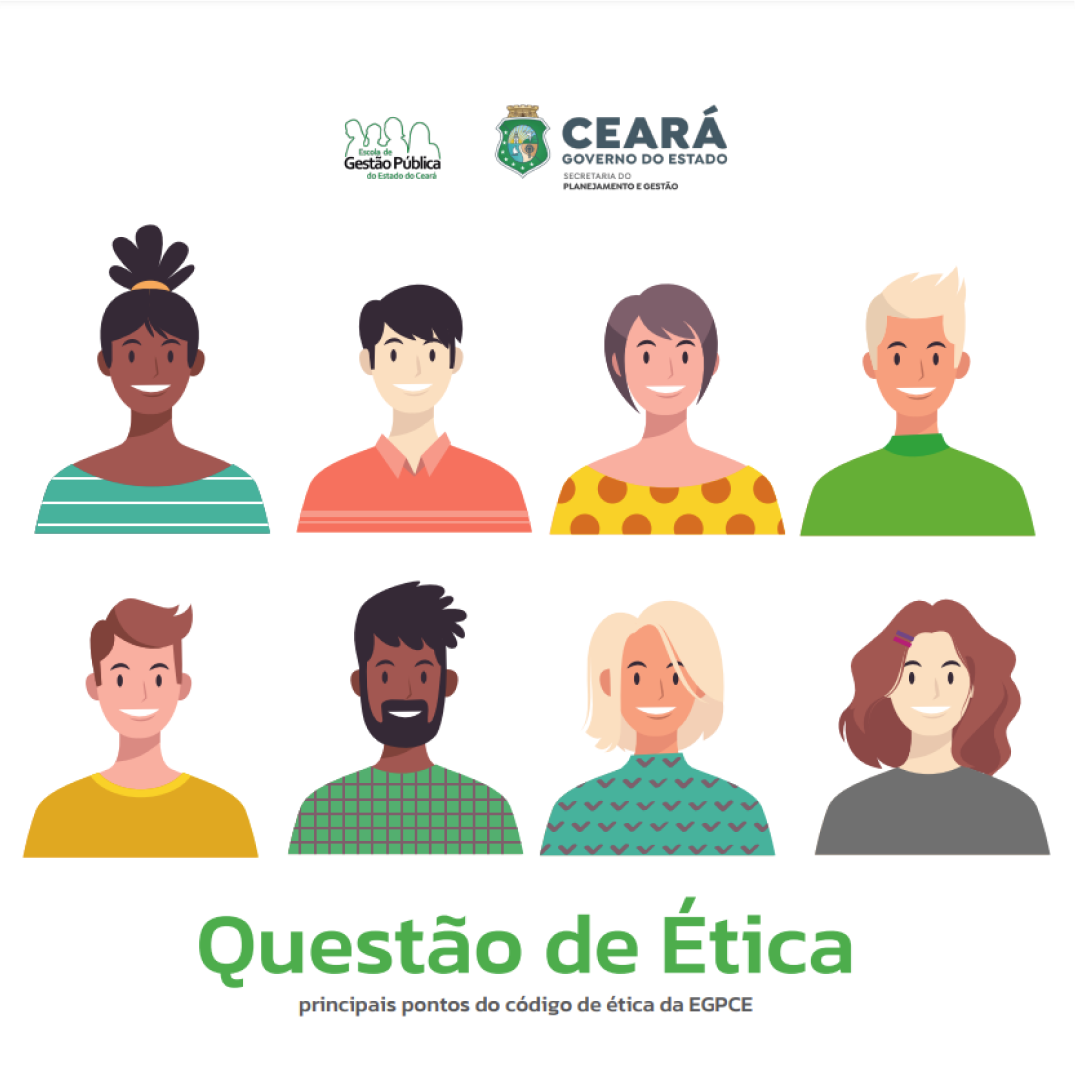 Escola de
Gestão Pública
do Estado do Ceará
CEARÁ
GOVERNO DO ESTADO
SECRETARIA DO
PLANEJAMENTO E GESTÃO
Questão de Ética
principais pontos do código de ética da EGPCE